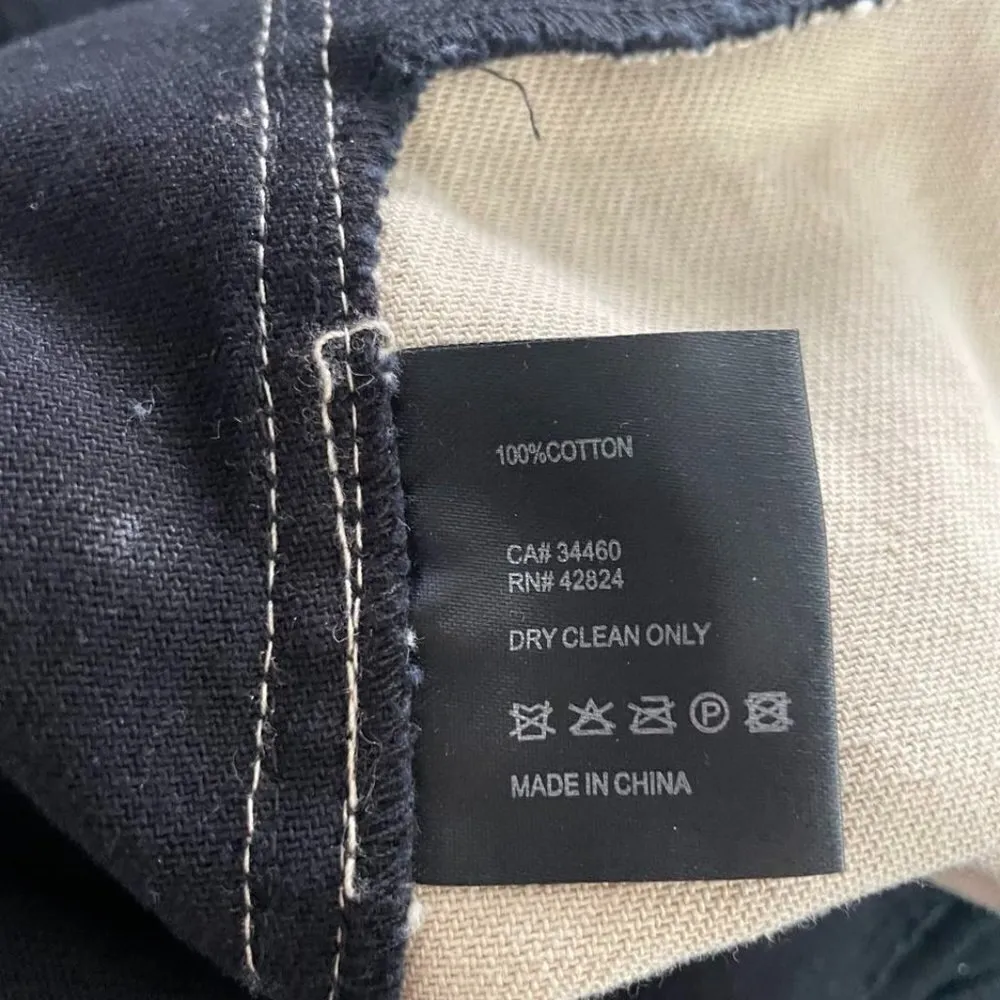 100%COTTON
CA# 34460
RN# 42824
DRY CLEAN ONLY
P
MADE IN CHINA